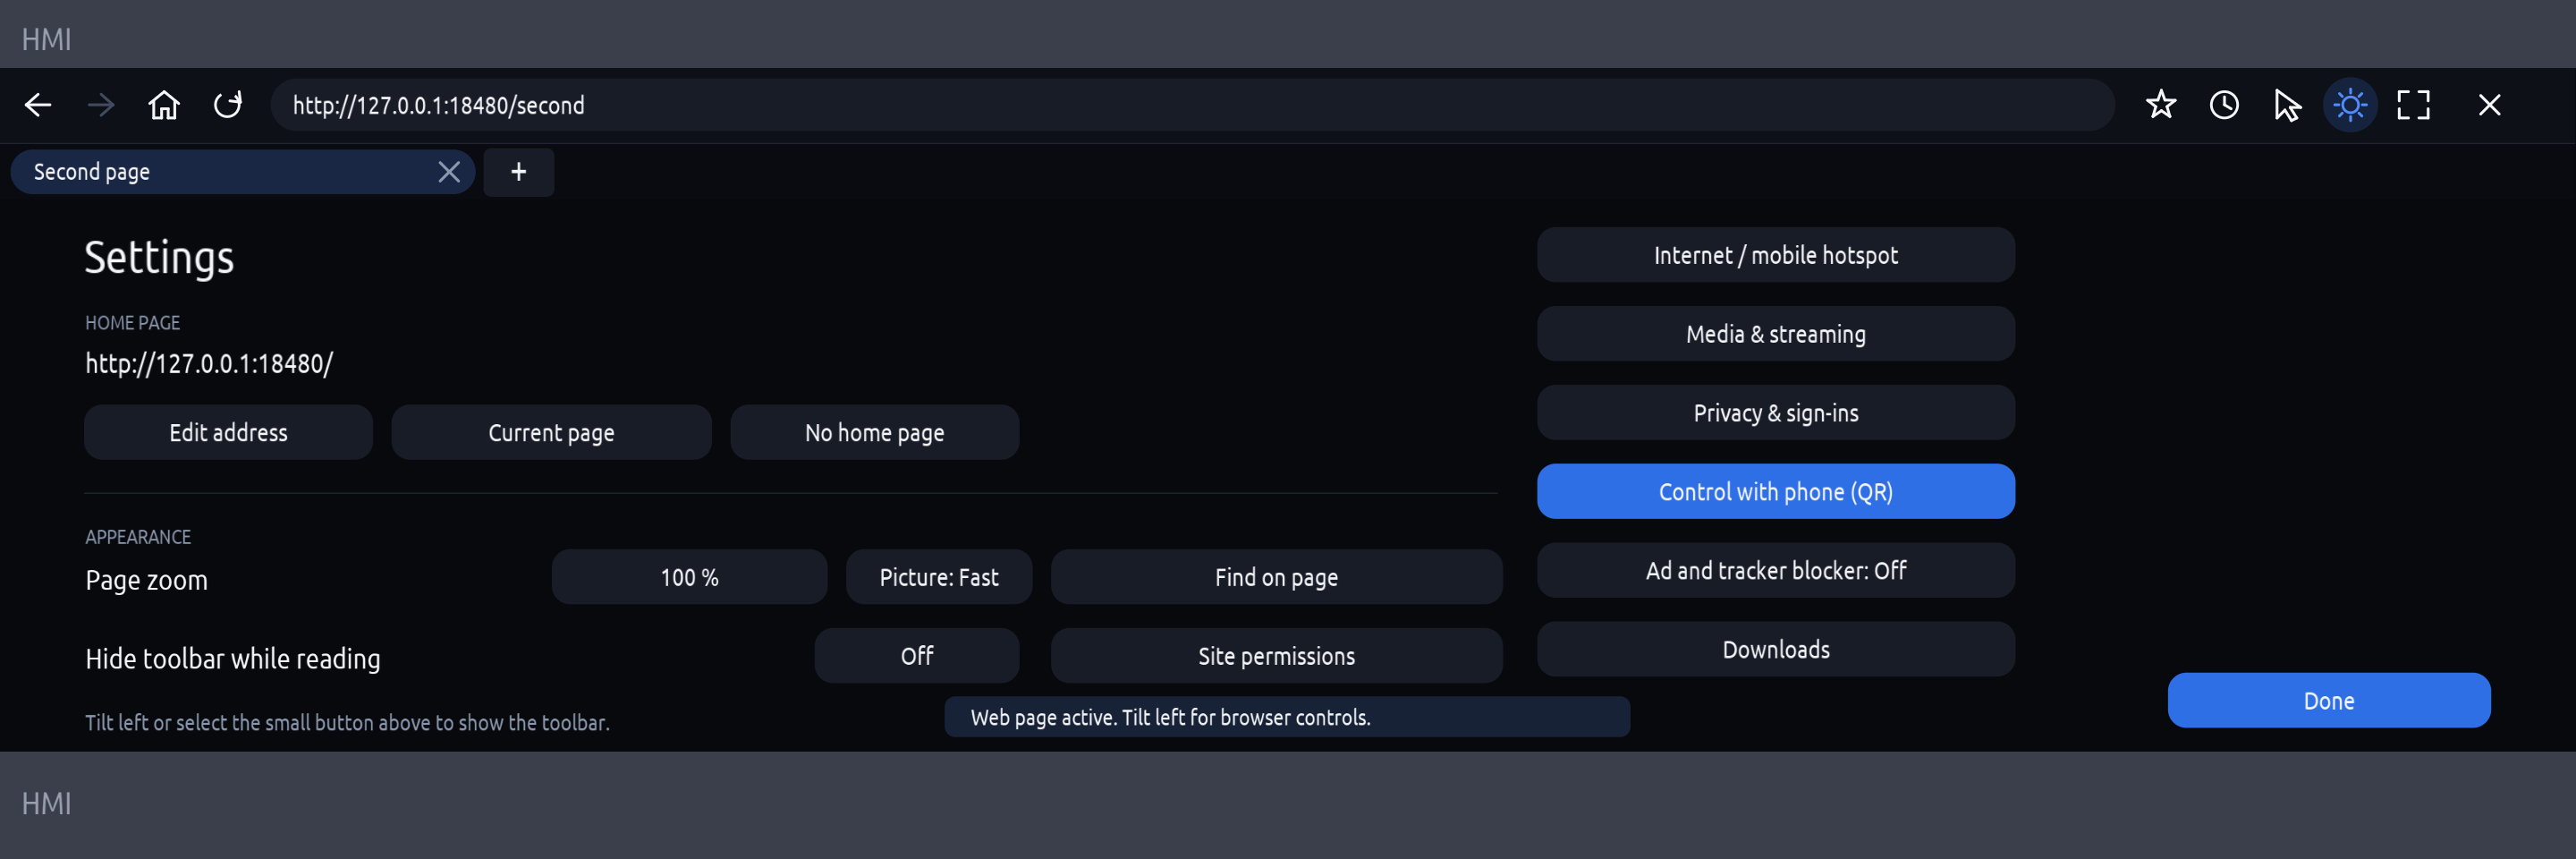 HMI
http://127.0.0.1:18480/second
Second page
+
Settings
HOME PAGE
http://127.0.0.1:18480/
Edit address
Current page
No home page
APPEARANCE
Page zoom
100 %
Picture: Fast
Find on page
Hide toolbar while reading
Off
Site permissions
Tilt left or select the small button above to show the toolbar.
Internet / mobile hotspot
Media & streaming
Privacy & sign-ins
Control with phone (QR)
Ad and tracker blocker: Off
Downloads
Web page active. Tilt left for browser controls.
Done
HMI